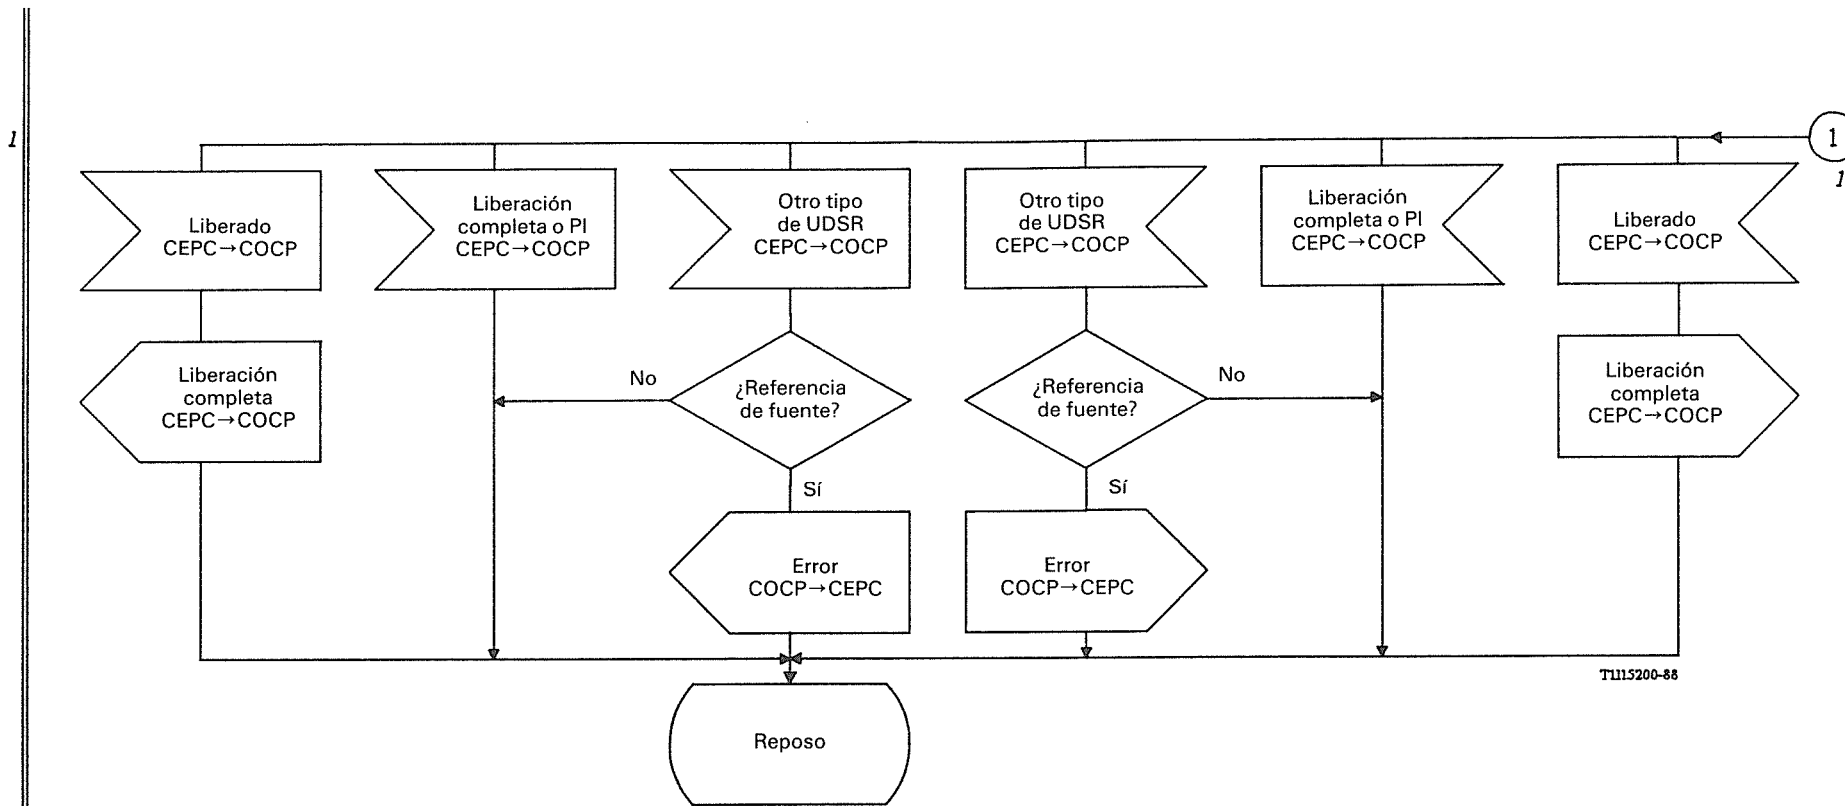 1
1
1
Liberado
CEPC→COCP
Liberación
completa o PI
CEPC→COCP
Otro tipo
de UDSR
CEPC→COCP
Otro tipo
de UDSR
CEPC→COCP
Liberación
completa o PI
CEPC→COCP
Liberado
CEPC→COCP
Liberación
completa
CEPC→COCP
No
¿Referencia
de fuente?
¿Referencia
de fuente?
No
Liberación
completa
CEPC→COCP
Sí
Sí
Error
COCP→CEPC
Error
COCP→CEPC
T1115200-88
Reposo